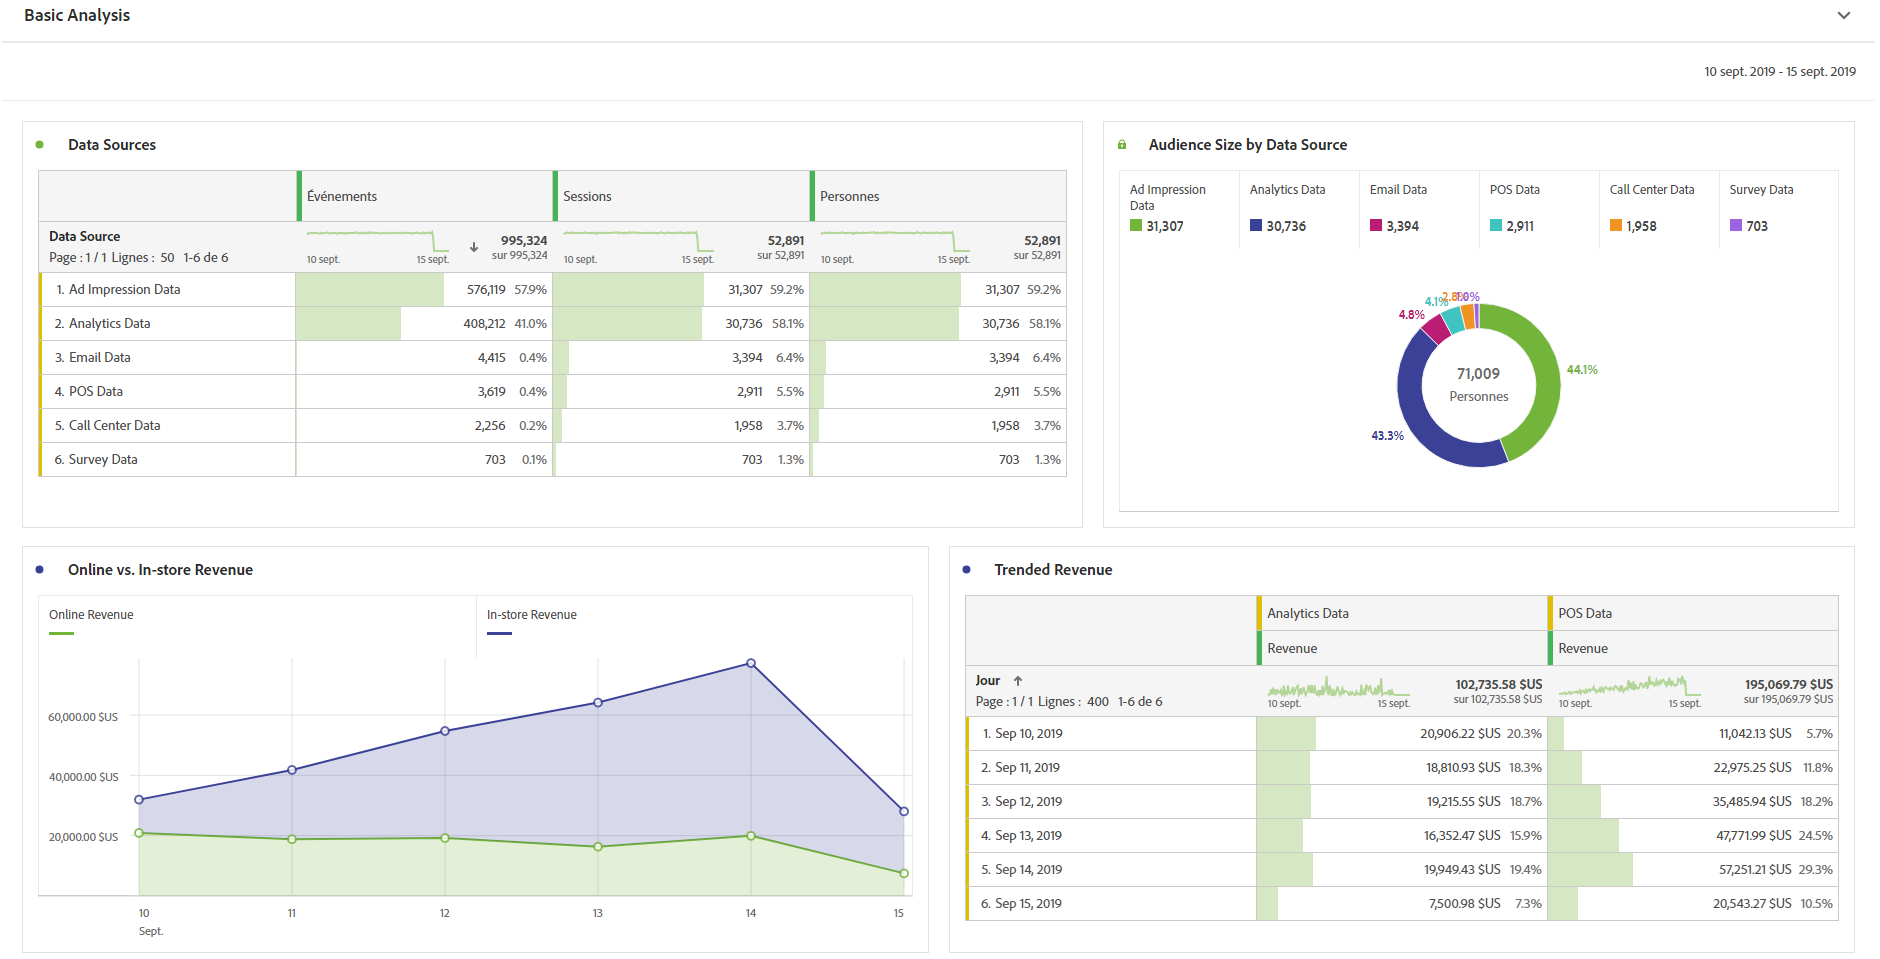 Basic Analysis
10 sept. 2019 - 15 sept. 2019
Data Sources
Événements Sessions Personnes
Data Source
Page : 1 / 1 Lignes : 50 1-6 de 6
10 sept. 15 sept. 995,324 sur 995,324
10 sept. 15 sept. 52,891 sur 52,891
10 sept. 15 sept. 52,891 sur 52,891
1. Ad Impression Data 576,119 57.9% 31,307 59.2% 31,307 59.2%
2. Analytics Data 408,212 41.0% 30,736 58.1% 30,736 58.1%
3. Email Data 4,415 0.4% 3,394 6.4% 3,394 6.4%
4. POS Data 3,619 0.4% 2,911 5.5% 2,911 5.5%
5. Call Center Data 2,256 0.2% 1,958 3.7% 1,958 3.7%
6. Survey Data 703 0.1% 703 1.3% 703 1.3%
Audience Size by Data Source
Ad Impression Data 31,307
Analytics Data 30,736
Email Data 3,394
POS Data 2,911
Call Center Data 1,958
Survey Data 703
4.1% 2.8% 1.0%
4.8%
44.1%
71,009
Personnes
43.3%
Online vs. In-store Revenue
Online Revenue In-store Revenue
60,000.00 $US
40,000.00 $US
20,000.00 $US
10 11 12 13 14 15
Sept.
Trended Revenue
Analytics Data POS Data
Revenue Revenue
Jour
Page : 1 / 1 Lignes : 400 1-6 de 6
10 sept. 15 sept. 102,735.58 $US sur 102,735.58 $US
10 sept. 15 sept. 195,069.79 $US sur 195,069.79 $US
1. Sep 10, 2019 20,906.22 $US 20.3% 11,042.13 $US 5.7%
2. Sep 11, 2019 18,810.93 $US 18.3% 22,975.25 $US 11.8%
3. Sep 12, 2019 19,215.55 $US 18.7% 35,485.94 $US 18.2%
4. Sep 13, 2019 16,352.47 $US 15.9% 47,771.99 $US 24.5%
5. Sep 14, 2019 19,949.43 $US 19.4% 57,251.21 $US 29.3%
6. Sep 15, 2019 7,500.98 $US 7.3% 20,543.27 $US 10.5%